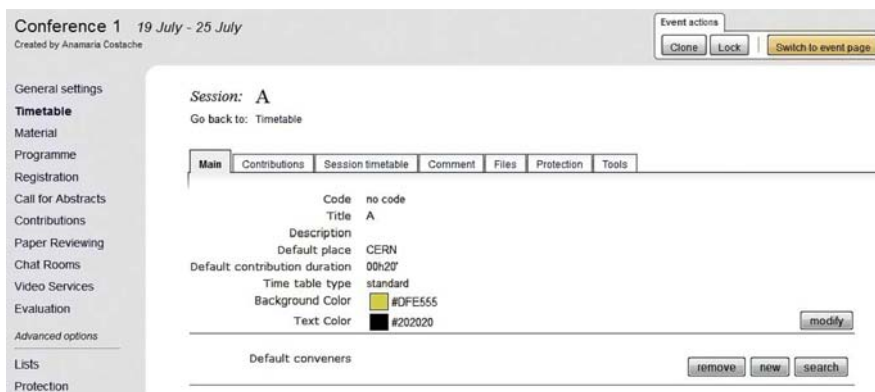 Conference 1 19 July - 25 July
Created by Anamaria Costache
Event actions
Clone Lock Switch to event page
General settings
Timetable
Material
Programme
Registration
Call for Abstracts
Contributions
Paper Reviewing
Chat Rooms
Video Services
Evaluation
Advanced options
Lists
Protection
Session: A
Go back to: Timetable
Main Contributions Session timetable Comment Files Protection Tools
Code no code
Title A
Description
Default place CERN
Default contribution duration 00h20'
Time table type standard
Background Color #DFE555
Text Color #202020
modify
Default conveners
remove new search